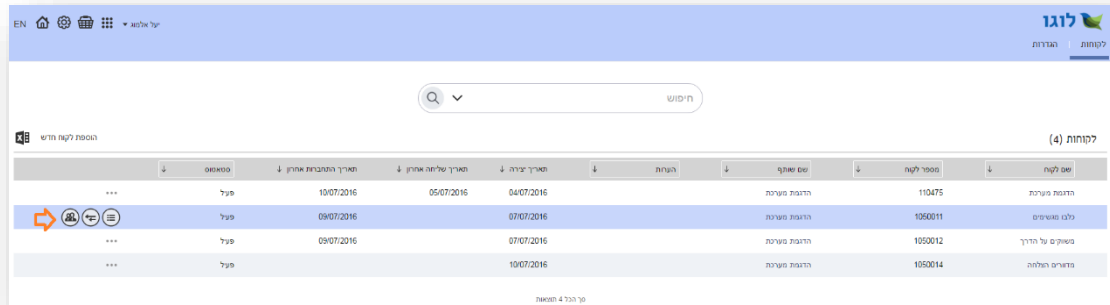 לוגו
יעל אלמוג EN
לקוחות | הגדרות
חיפוש
לקוחות (4) הוספת לקוח חדש
שם לקוח מספר לקוח שם שותף הערות תאריך יצירה תאריך שליחה אחרון תאריך התחברות אחרון סטאטוס
הדגמת מערכת 110475 הדגמת מערכת 04/07/2016 05/07/2016 10/07/2016 פעיל
כלבו מגשימים 1050011 הדגמת מערכת 07/07/2016 09/07/2016 פעיל
משווקים על הדרך 1050012 הדגמת מערכת 07/07/2016 09/07/2016 פעיל
מדוורים הצלחה 1050014 הדגמת מערכת 10/07/2016 פעיל
סך הכל 4 תוצאות